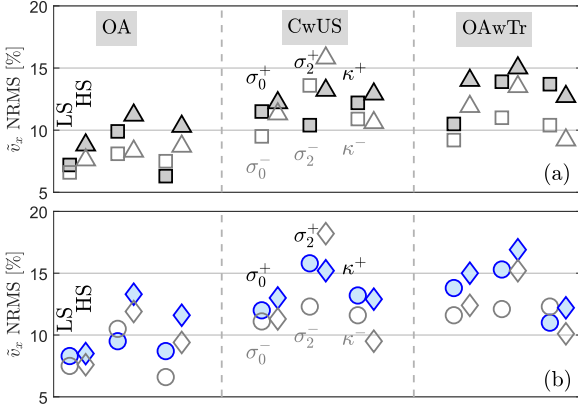 20
OA
CwUS
OAwTr
σ₂⁺
σ₀⁺
κ⁺
15
LS
HS
10
σ₀⁻
σ₂⁻
κ⁻
(a)
5
ṽₓ NRMS [%]
20
σ₂⁺
σ₀⁺
κ⁺
15
LS
HS
10
σ₀⁻
σ₂⁻
κ⁻
(b)
5
ṽₓ NRMS [%]